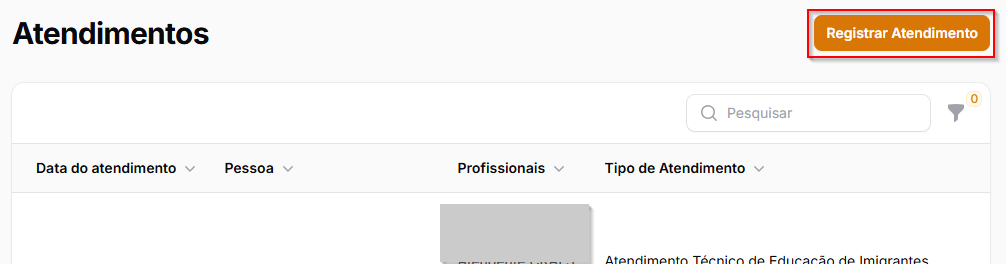 Atendimentos
Registrar Atendimento
0
Pesquisar
Data do atendimento
Pessoa
Profissionais
Tipo de Atendimento
Atendimento Técnico de Educação de Imigrantes